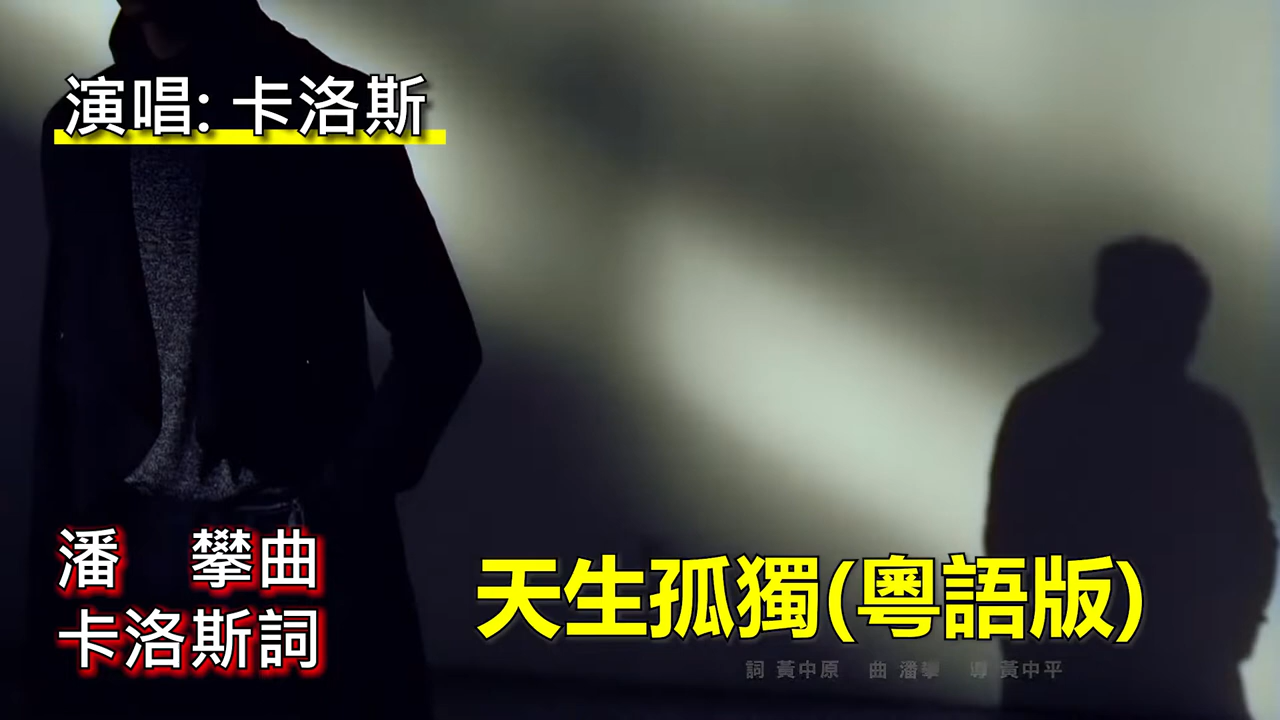 演唱: 卡洛斯
潘　攀曲
卡洛斯詞
天生孤獨(粵語版)
詞 黃中原　曲 潘攀　導 黃中平